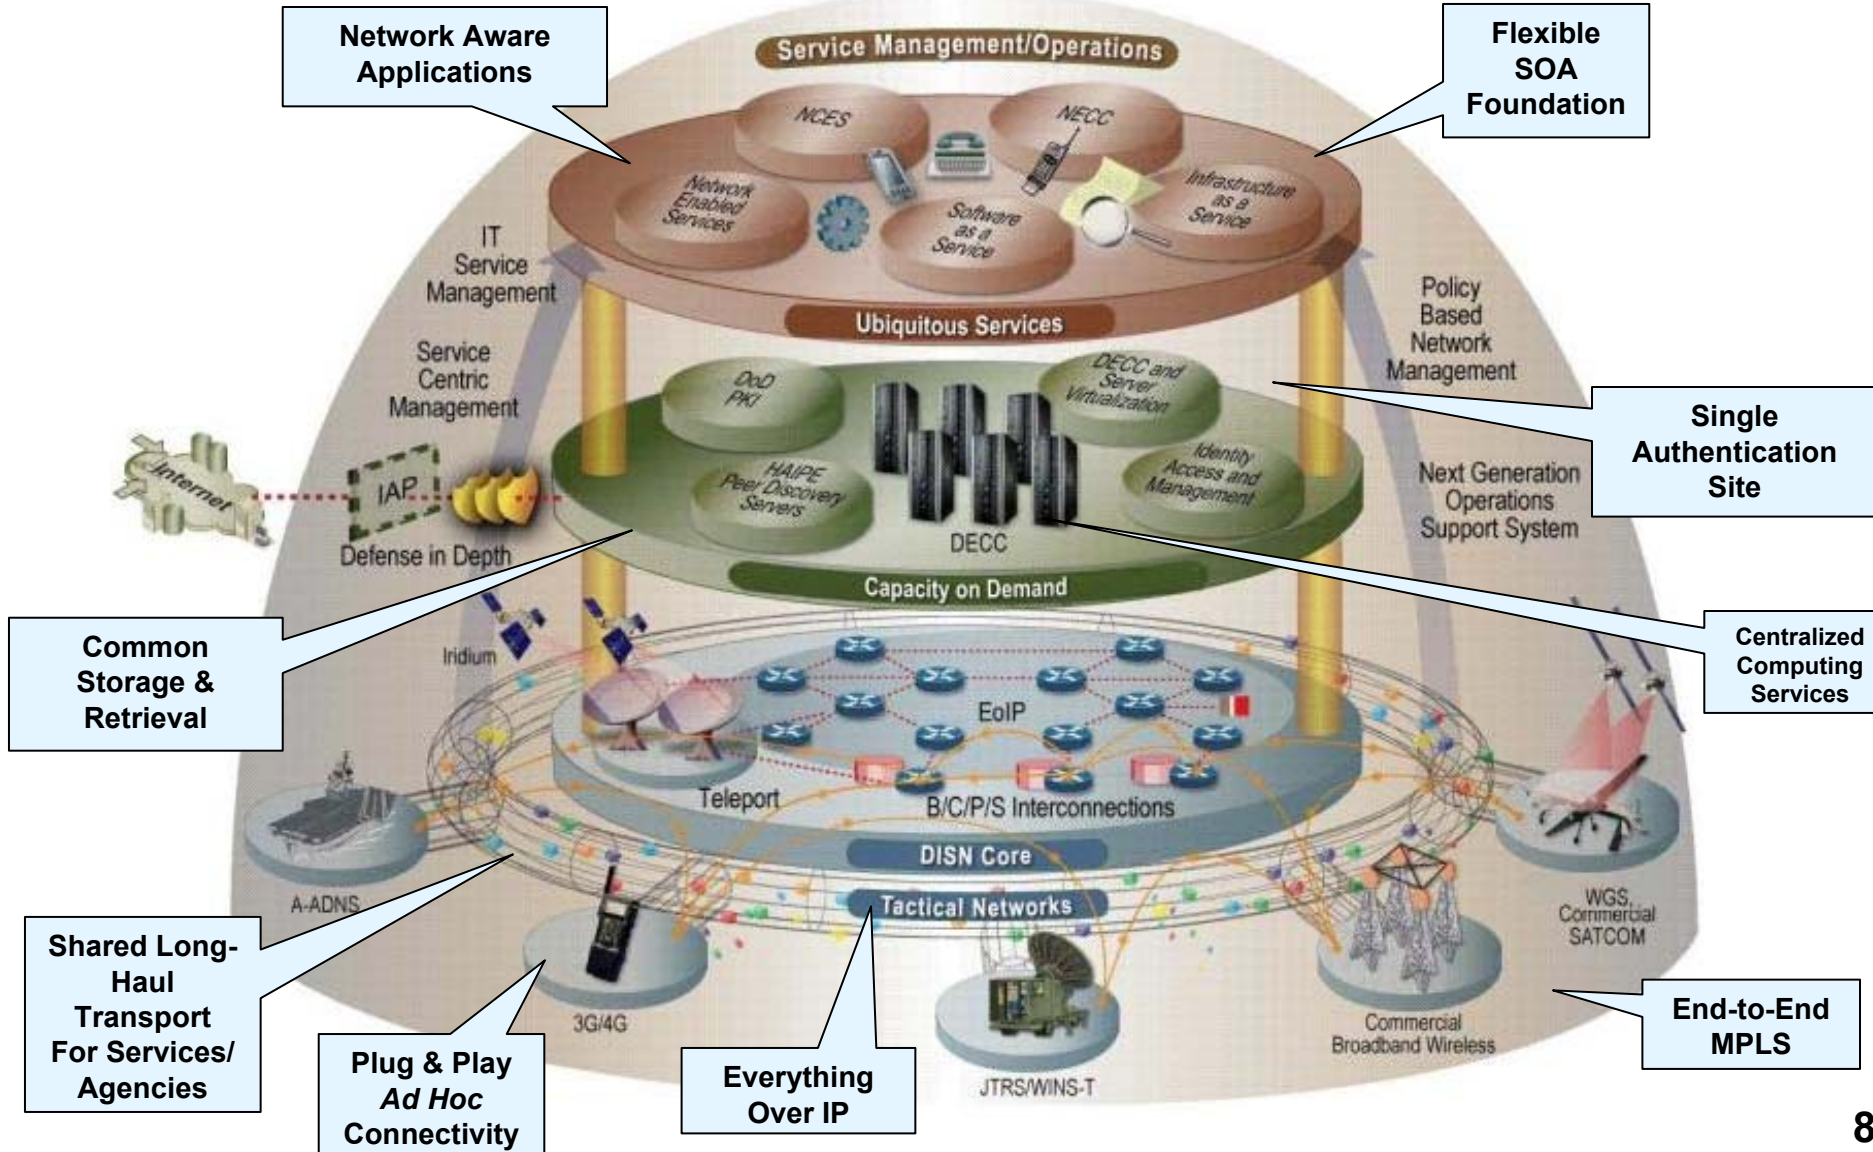 Network Aware
Applications
Service Management/Operations
Flexible
SOA
Foundation
NCES
NECC
Network
Enabled
Services
Software
as a
Service
Infrastructure
as a
Service
IT
Service
Management
Ubiquitous Services
Policy
Based
Network
Management
Service
Centric
Management
DoD
PKI
DECC and
Server
Virtualization
Single
Authentication
Site
Internet
IAP
Defense in Depth
HAIPE
Peer Discovery
Servers
DECC
Identity
Access and
Management
Next Generation
Operations
Support System
Capacity on Demand
Common
Storage &
Retrieval
Iridium
Centralized
Computing
Services
EoIP
Teleport
B/C/P/S Interconnections
DISN Core
Tactical Networks
A-ADNS
WGS,
Commercial
SATCOM
Shared Long-
Haul
Transport
For Services/
Agencies
3G/4G
Plug & Play
Ad Hoc
Connectivity
Everything
Over IP
JTRS/WINS-T
Commercial
Broadband Wireless
End-to-End
MPLS
8